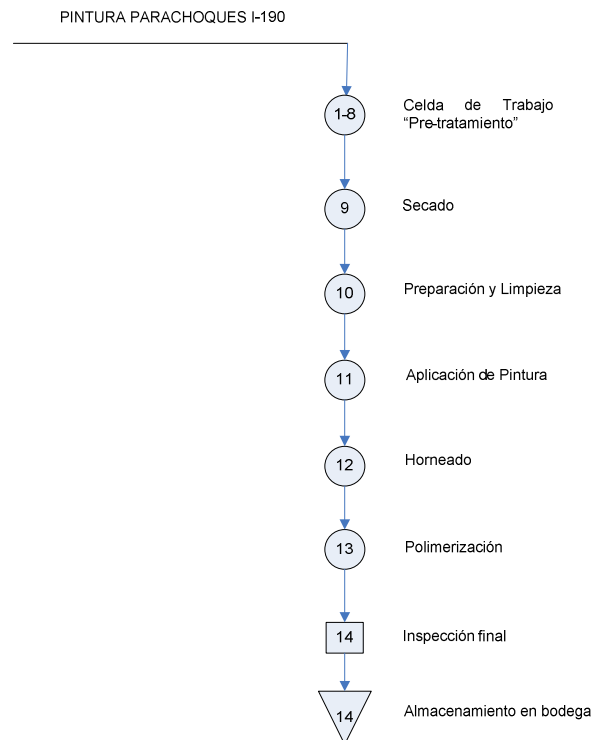 PINTURA PARACHOQUES I-190
1-8
Celda de Trabajo
“Pre-tratamiento”
9
Secado
10
Preparación y Limpieza
11
Aplicación de Pintura
12
Horneado
13
Polimerización
14
Inspección final
14
Almacenamiento en bodega